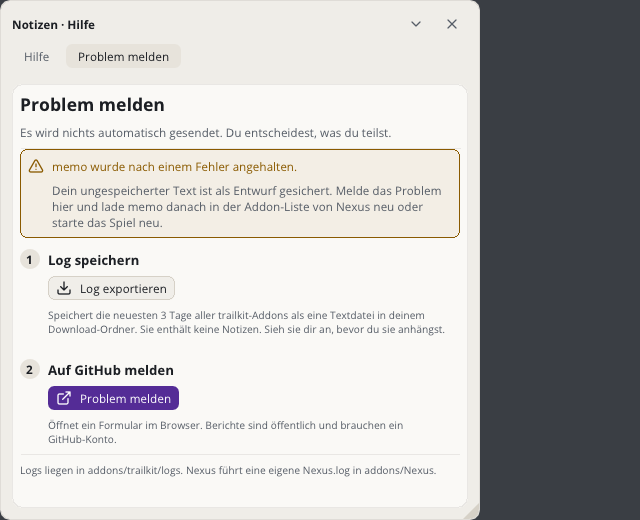 Notizen · Hilfe
Hilfe
Problem melden
Problem melden
Es wird nichts automatisch gesendet. Du entscheidest, was du teilst.
memo wurde nach einem Fehler angehalten.
Dein ungespeicherter Text ist als Entwurf gesichert. Melde das Problem
hier und lade memo danach in der Addon-Liste von Nexus neu oder
starte das Spiel neu.
1
Log speichern
Log exportieren
Speichert die neuesten 3 Tage aller trailkit-Addons als eine Textdatei in deinem
Download-Ordner. Sie enthält keine Notizen. Sieh sie dir an, bevor du sie anhängst.
2
Auf GitHub melden
Problem melden
Öffnet ein Formular im Browser. Berichte sind öffentlich und brauchen ein
GitHub-Konto.
Logs liegen in addons/trailkit/logs. Nexus führt eine eigene Nexus.log in addons/Nexus.